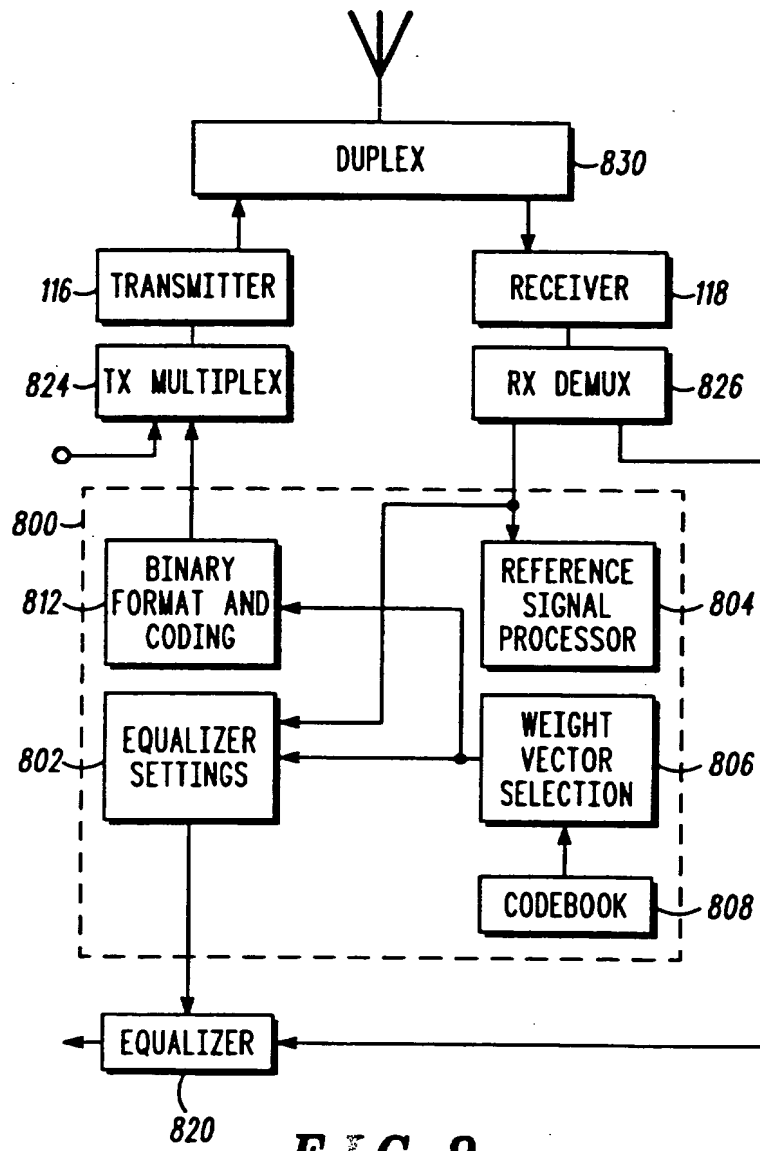 DUPLEX
830
116
TRANSMITTER
RECEIVER
118
824
TX MULTIPLEX
RX DEMUX
826
800
812
BINARY
FORMAT AND
CODING
REFERENCE
SIGNAL
PROCESSOR
804
802
EQUALIZER
SETTINGS
WEIGHT
VECTOR
SELECTION
806
CODEBOOK
808
EQUALIZER
820